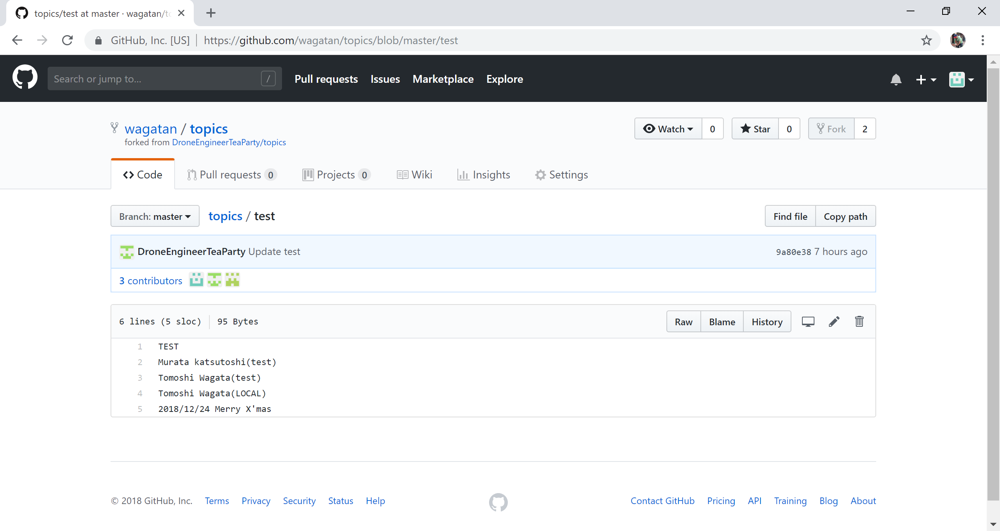 topics/test at master · wagatan/to
GitHub, Inc. [US] https://github.com/wagatan/topics/blob/master/test
Search or jump to... / Pull requests Issues Marketplace Explore
wagatan / topics Watch 0 Star 0 Fork 2
forked from DroneEngineerTeaParty/topics
Code Pull requests 0 Projects 0 Wiki Insights Settings
Branch: master topics / test Find file Copy path
DroneEngineerTeaParty Update test 9a80e38 7 hours ago
3 contributors
6 lines (5 sloc) 95 Bytes Raw Blame History
1 TEST
2 Murata katsutoshi(test)
3 Tomoshi Wagata(test)
4 Tomoshi Wagata(LOCAL)
5 2018/12/24 Merry X'mas
© 2018 GitHub, Inc. Terms Privacy Security Status Help Contact GitHub Pricing API Training Blog About